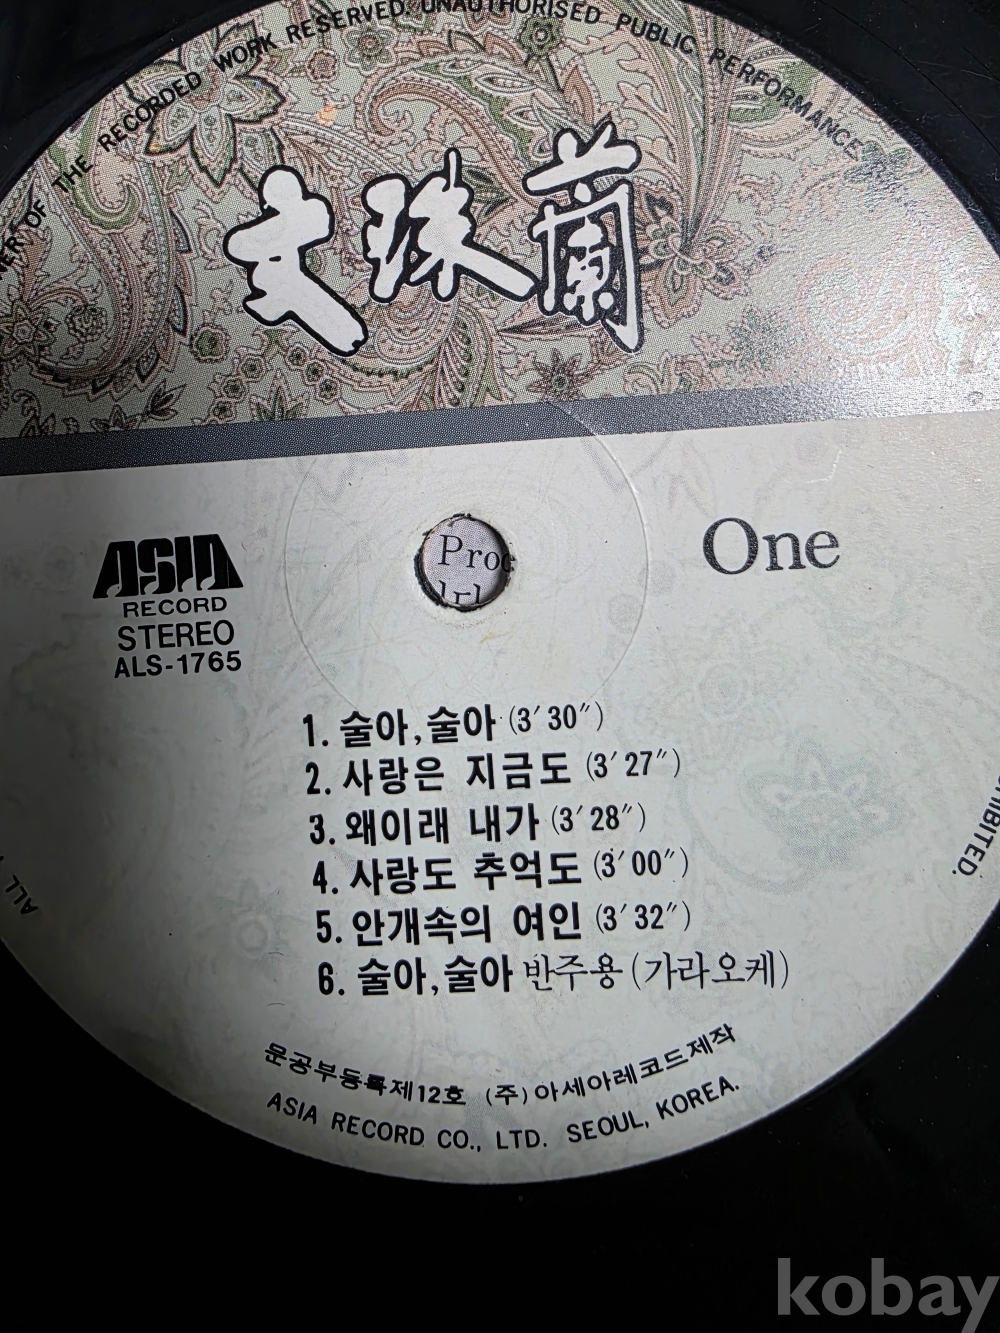 NER OF THE RECORDED WORK RESERVED. UNAUTHORISED PUBLIC PERFORMANCE
文珠蘭
ASIA
RECORD
STEREO
ALS-1765
One
Proc
1. 술아, 술아 (3′ 30″)
2. 사랑은 지금도 (3′ 27″)
3. 왜이래 내가 (3′ 28″)
4. 사랑도 추억도 (3′ 00″)
5. 안개속의 여인 (3′ 32″)
6. 술아, 술아 반주용 (가라오케)
HIBITED.
ALL
문공부등록제12호 (주)아세아레코드제작
ASIA RECORD CO., LTD. SEOUL, KOREA.
kobay